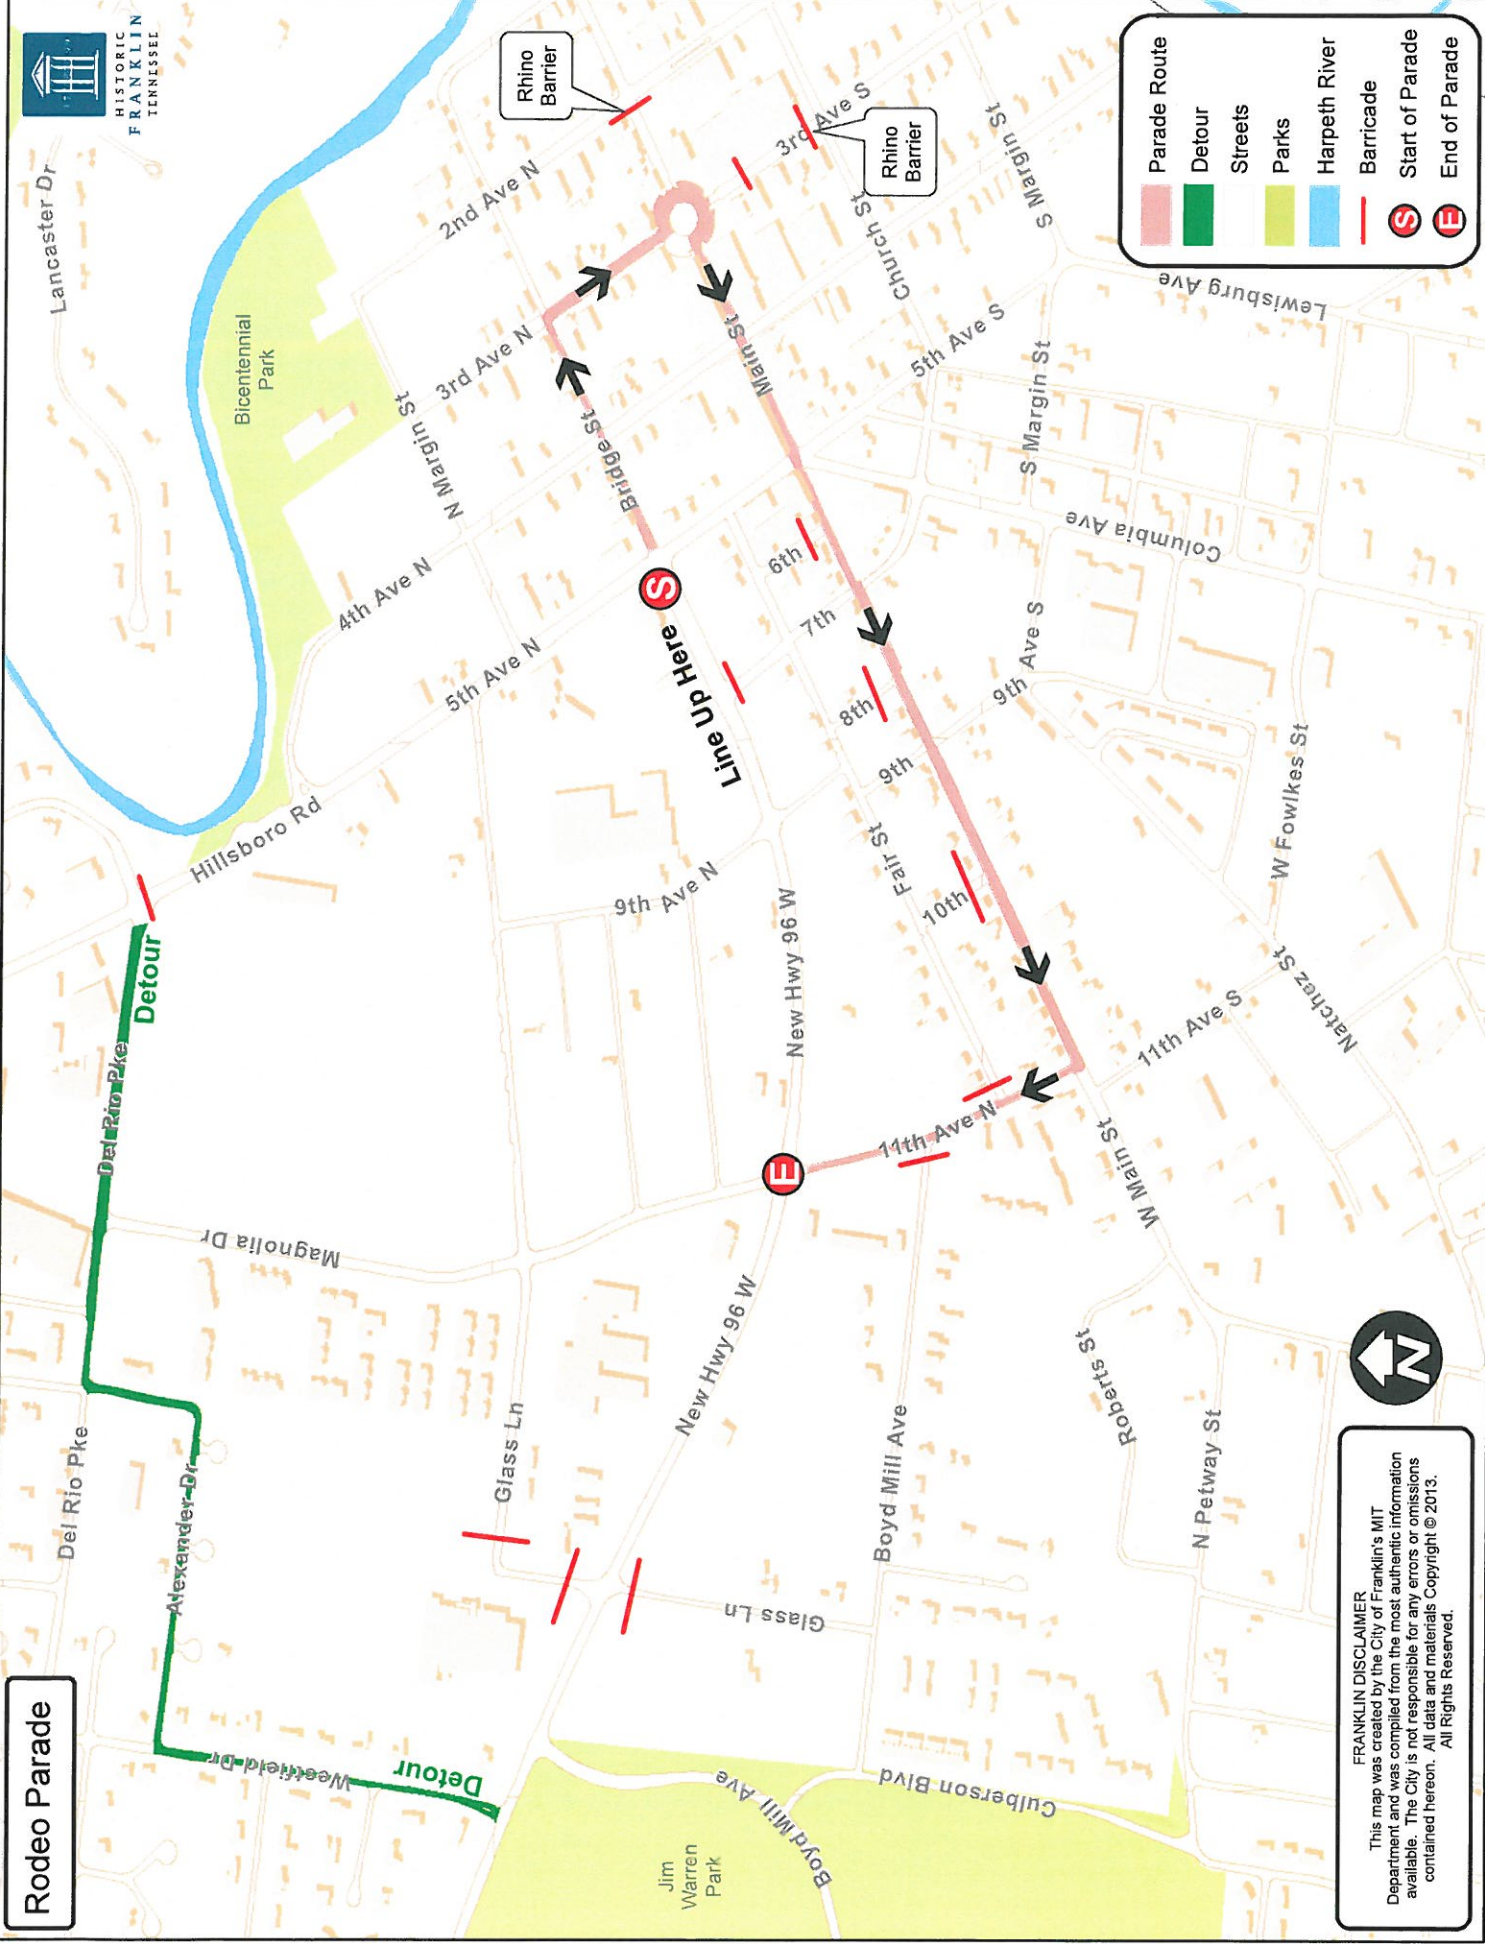 Rodeo Parade
HISTORIC
FRANKLIN
TENNESSEE
Lancaster Dr
Bicentennial
Park
Rhino
Barrier
2nd Ave N
3rd Ave N
N Margin St
4th Ave N
5th Ave N
Bridge St
Hillsboro Rd
Detour
Del Rio Pke
Del Rio Pke
Alexander Dr
Westfield Dr
Detour
Magnolia Dr
Glass Ln
9th Ave N
S
Line Up Here
New Hwy 96 W
New Hwy 96 W
E
Main St
3rd Ave S
Rhino
Barrier
Church St
S Margin St
5th Ave S
S Margin St
Lewisburg Ave
Columbia Ave
6th
7th
8th
9th
10th
9th Ave S
Fair St
11th Ave N
11th Ave S
W Fowlkes St
Natchez St
W Main St
Roberts St
N Petway St
Boyd Mill Ave
Glass Ln
Boyd Mill Ave
Culberson Blvd
Jim
Warren
Park
Parade Route
Detour
Streets
Parks
Harpeth River
Barricade
S Start of Parade
E End of Parade
N
FRANKLIN DISCLAIMER
This map was created by the City of Franklin's MIT
Department and was compiled from the most authentic information
available. The City is not responsible for any errors or omissions
contained hereon. All data and materials Copyright © 2013.
All Rights Reserved.